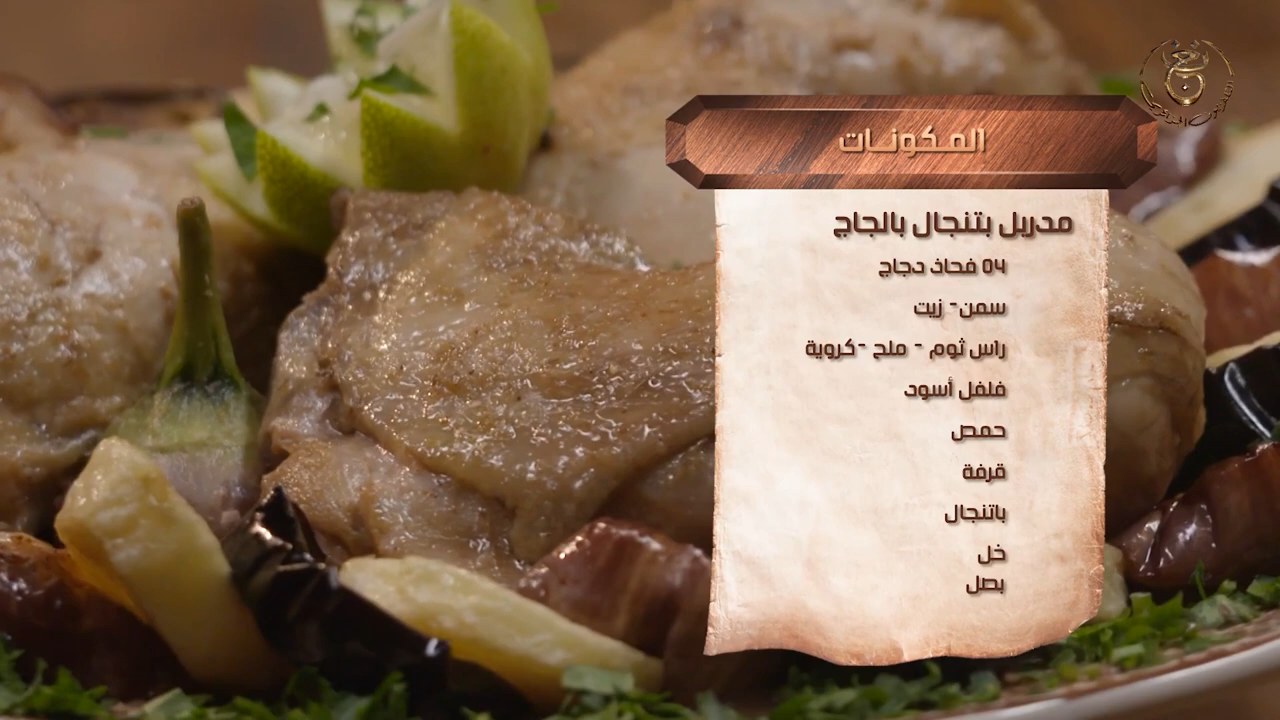 المكونات
مدربل بتنجال بالجاج
04 فحاذ دجاج
سمن- زيت
راس ثوم - ملح -كروية
فلفل أسود
حمص
قرفة
باتنجال
خل
بصل